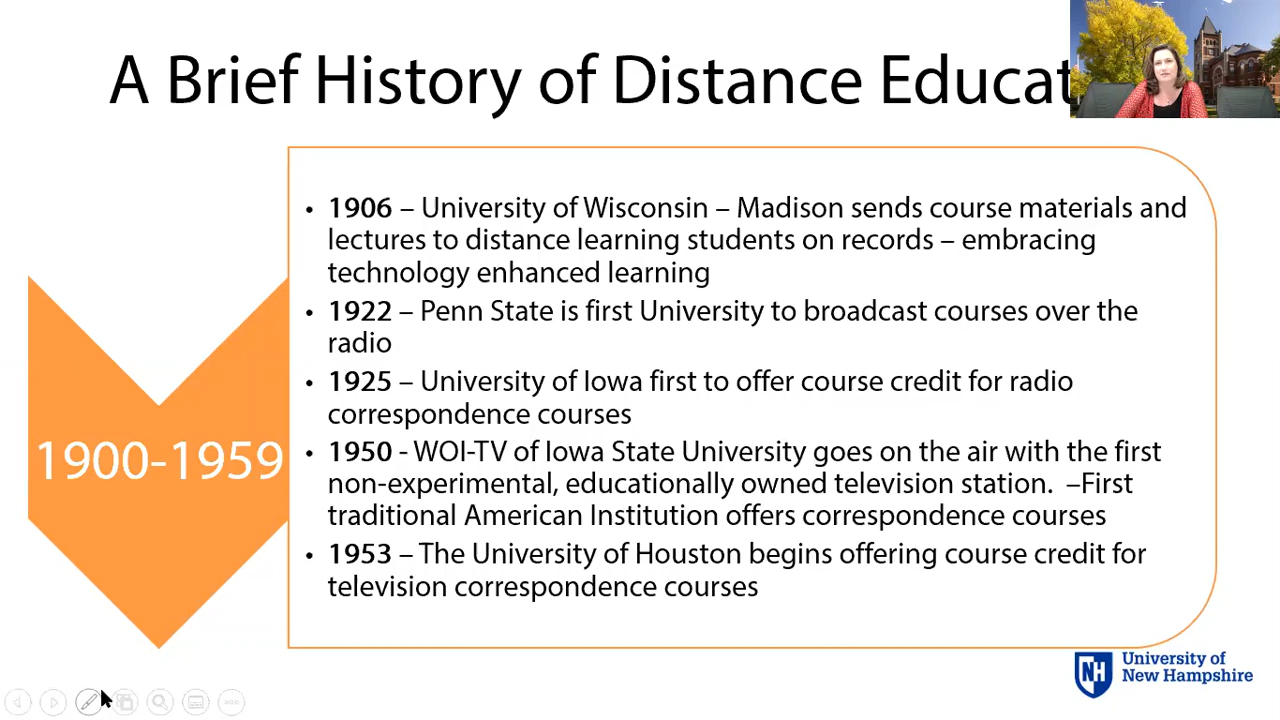 A Brief History of Distance Educat
• 1906 – University of Wisconsin – Madison sends course materials and
lectures to distance learning students on records – embracing
technology enhanced learning
• 1922 – Penn State is first University to broadcast courses over the
radio
• 1925 – University of Iowa first to offer course credit for radio
correspondence courses
1900-1959
• 1950 - WOI-TV of Iowa State University goes on the air with the first
non-experimental, educationally owned television station. –First
traditional American Institution offers correspondence courses
• 1953 – The University of Houston begins offering course credit for
television correspondence courses
NH
University of
New Hampshire